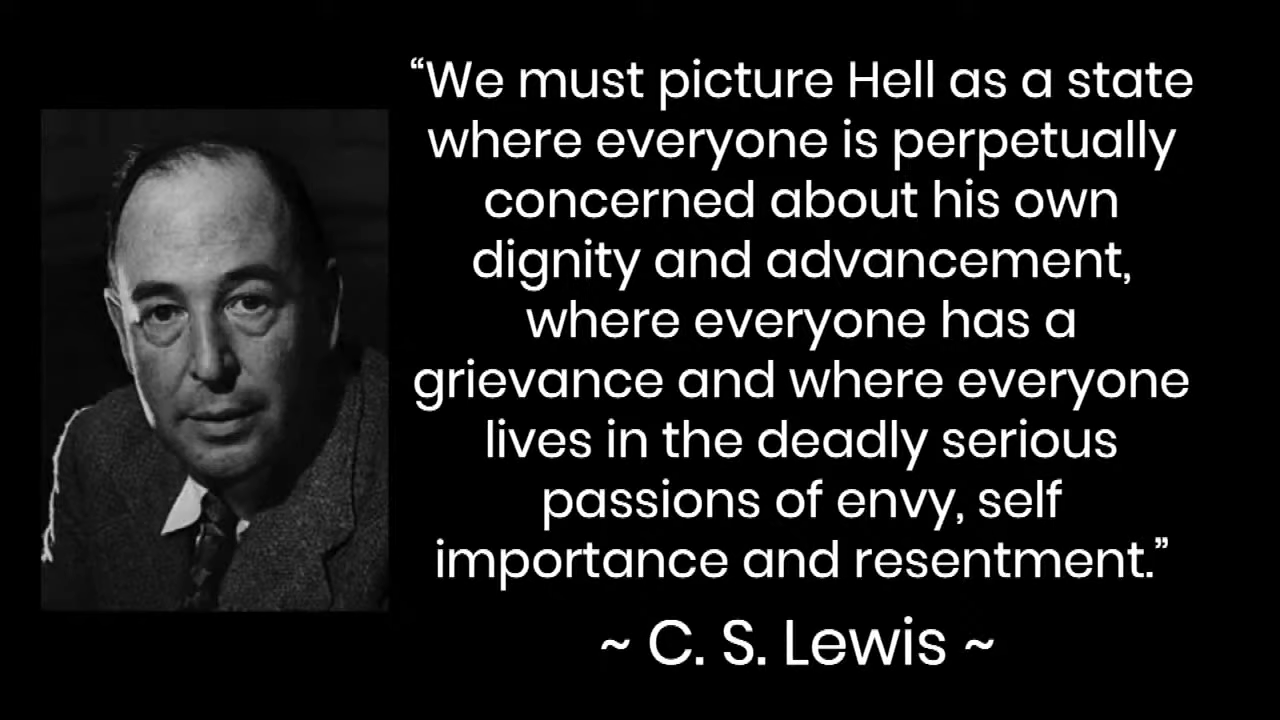 “We must picture Hell as a state
where everyone is perpetually
concerned about his own
dignity and advancement,
where everyone has a
grievance and where everyone
lives in the deadly serious
passions of envy, self
importance and resentment.”
~ C. S. Lewis ~